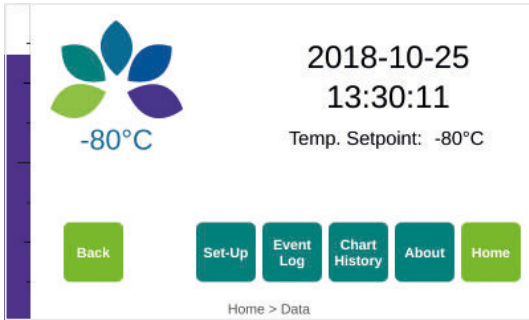 2018-10-25
13:30:11
-80°C
Temp. Setpoint: -80°C
Back
Set-Up
Event
Log
Chart
History
About
Home
Home > Data